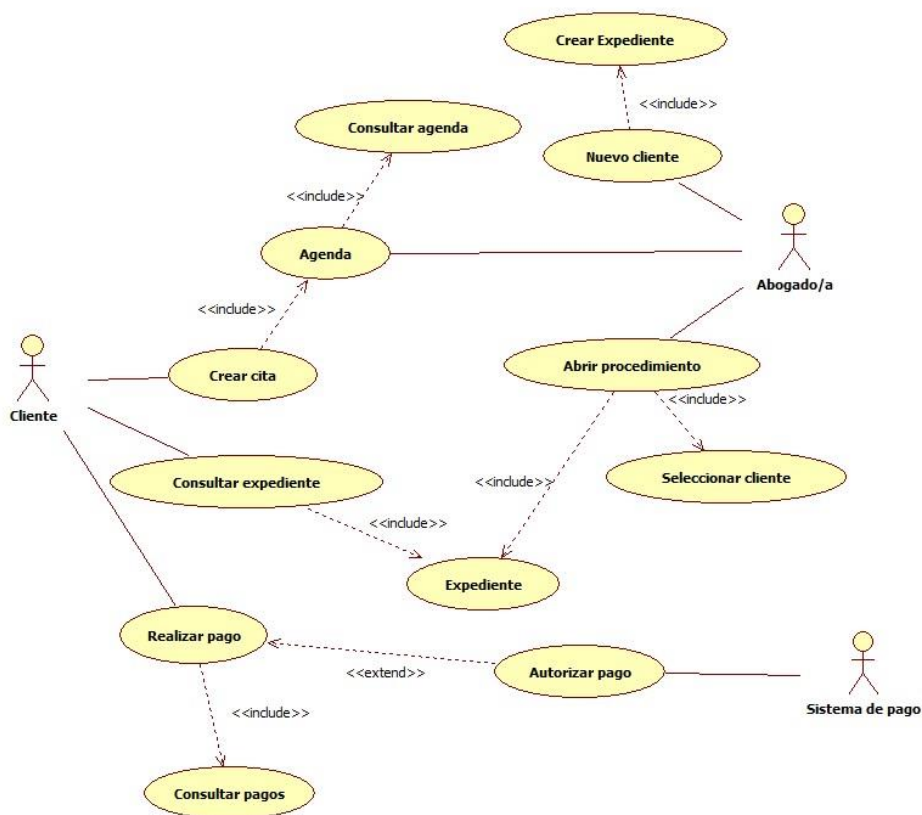 Crear Expediente
<<include>>
Consultar agenda
Nuevo cliente
<<include>>
Agenda
Abogado/a
<<include>>
Abrir procedimiento
Crear cita
Cliente
<<include>>
Consultar expediente
<<include>>
Seleccionar cliente
<<include>>
Expediente
Realizar pago
<<extend>>
Autorizar pago
Sistema de pago
<<include>>
Consultar pagos